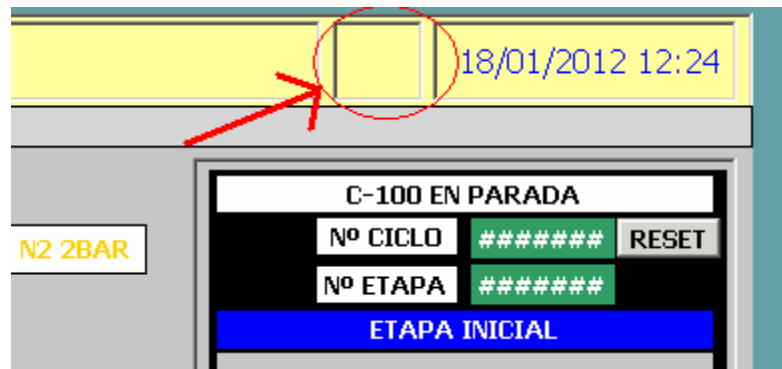 18/01/2012 12:24
C-100 EN PARADA
N2 2BAR
Nº CICLO ####### RESET
Nº ETAPA #######
ETAPA INICIAL